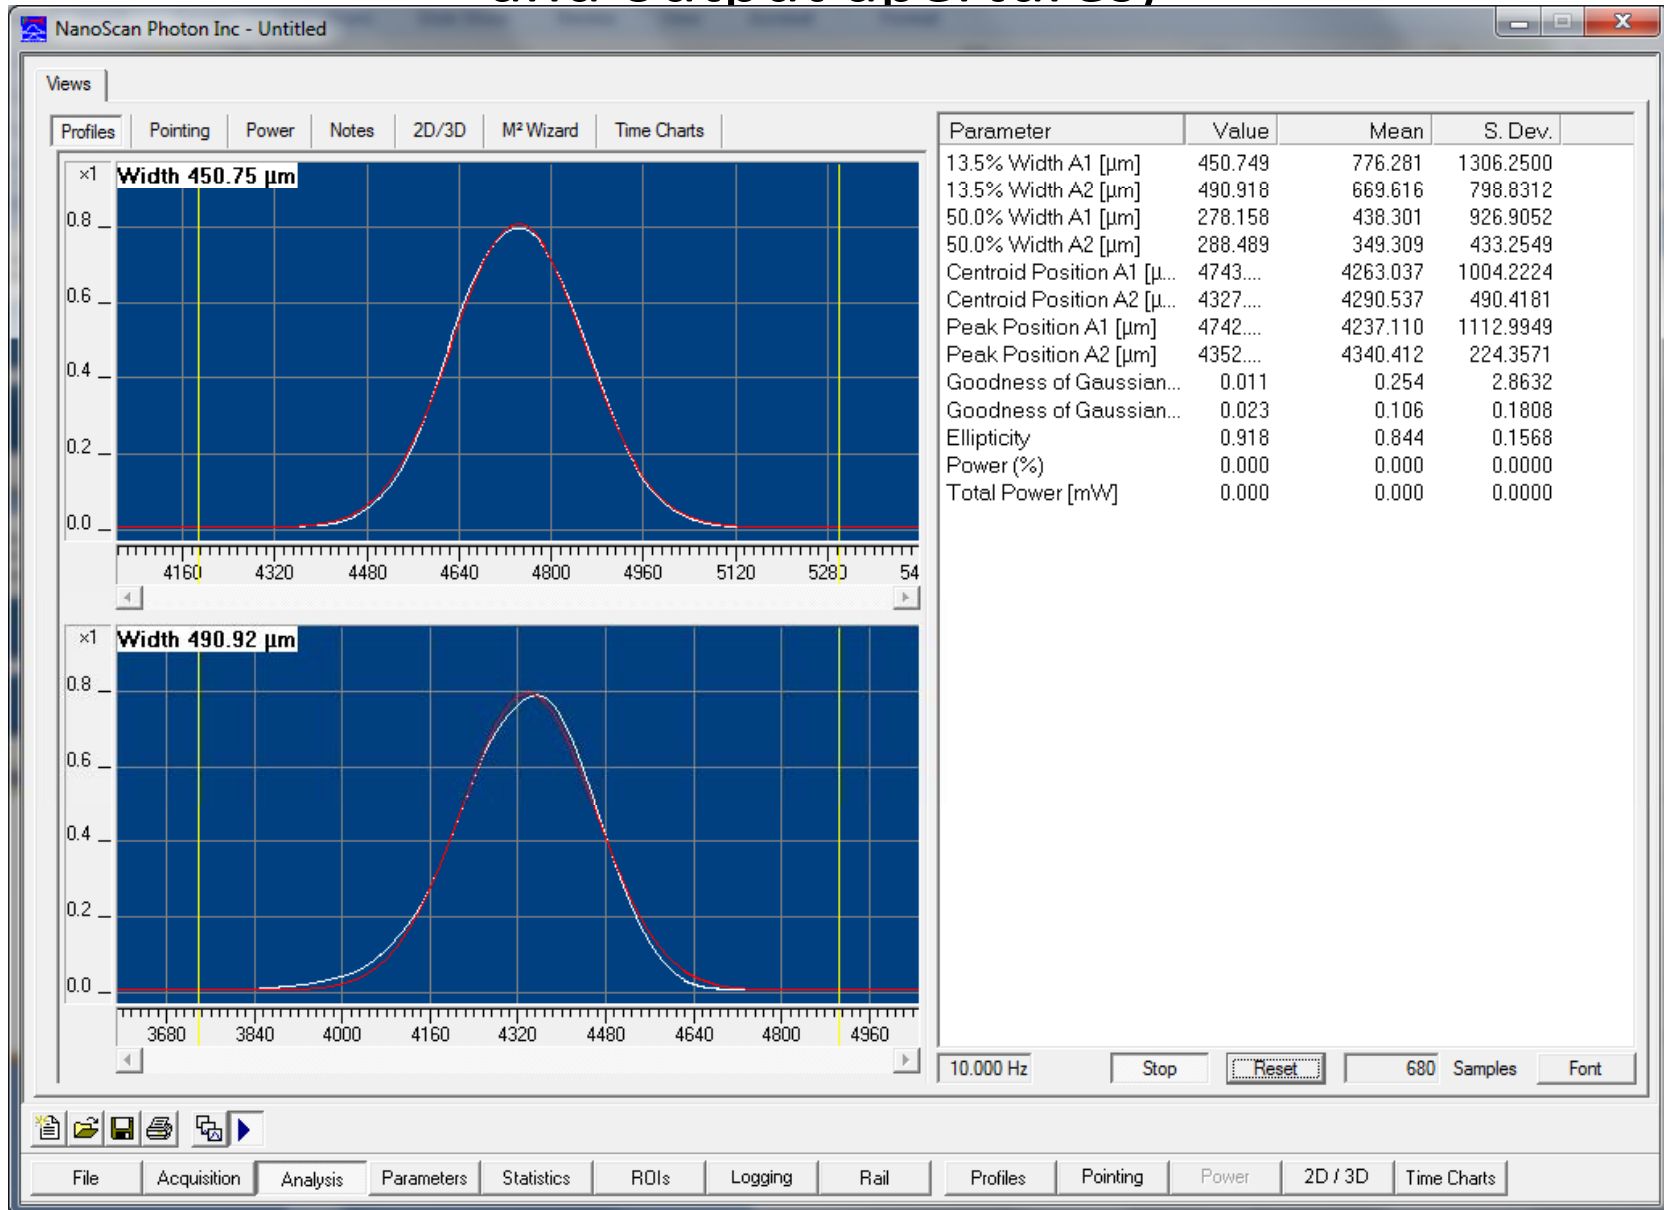 and output apertures)
NanoScan Photon Inc - Untitled
Views
Profiles Pointing Power Notes 2D/3D M² Wizard Time Charts
×1 Width 450.75 µm
0.8
0.6
0.4
0.2
0.0
4160 4320 4480 4640 4800 4960 5120 5280 54
×1 Width 490.92 µm
0.8
0.6
0.4
0.2
0.0
3680 3840 4000 4160 4320 4480 4640 4800 4960
Parameter Value Mean S. Dev.
13.5% Width A1 [µm] 450.749 776.281 1306.2500
13.5% Width A2 [µm] 490.918 669.616 798.8312
50.0% Width A1 [µm] 278.158 438.301 926.9052
50.0% Width A2 [µm] 288.489 349.309 433.2549
Centroid Position A1 [µ... 4743.... 4263.037 1004.2224
Centroid Position A2 [µ... 4327.... 4290.537 490.4181
Peak Position A1 [µm] 4742.... 4237.110 1112.9949
Peak Position A2 [µm] 4352.... 4340.412 224.3571
Goodness of Gaussian... 0.011 0.254 2.8632
Goodness of Gaussian... 0.023 0.106 0.1808
Ellipticity 0.918 0.844 0.1568
Power (%) 0.000 0.000 0.0000
Total Power [mW] 0.000 0.000 0.0000
10.000 Hz Stop Reset 680 Samples Font
File Acquisition Analysis Parameters Statistics ROIs Logging Rail Profiles Pointing Power 2D / 3D Time Charts